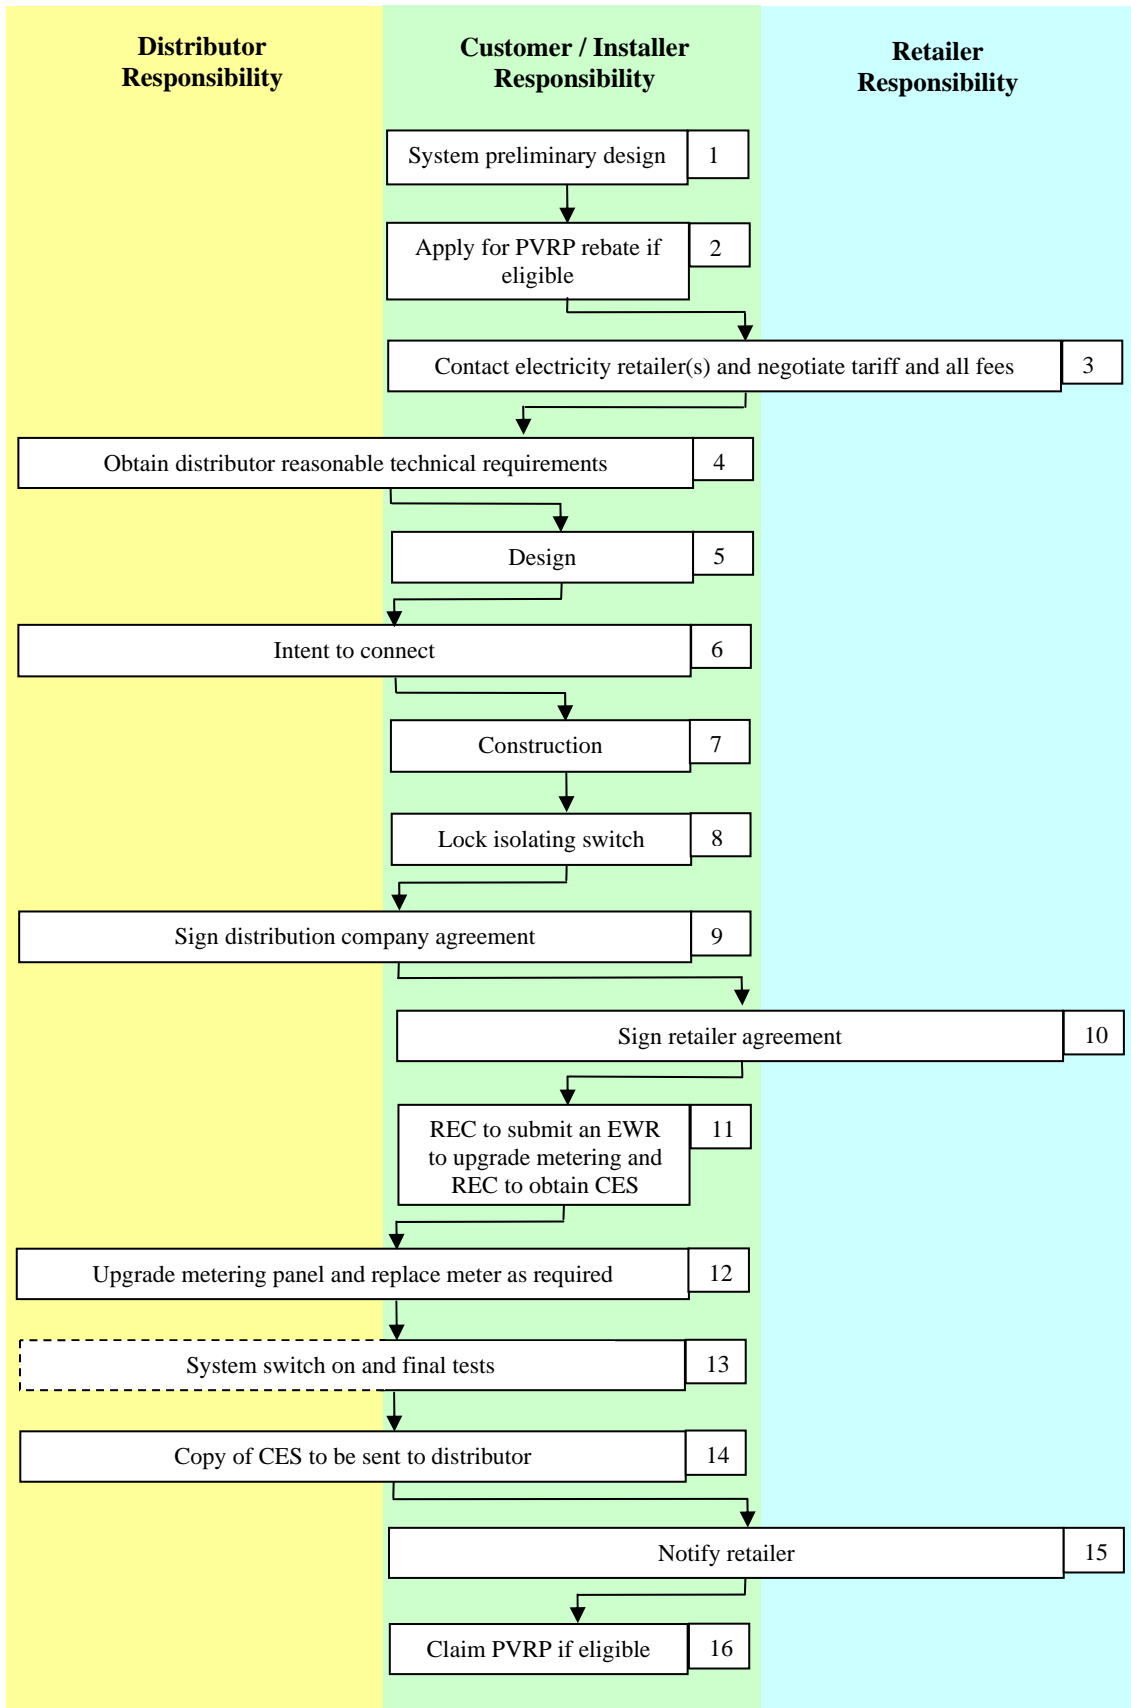 Distributor
Responsibility
Customer / Installer
Responsibility
Retailer
Responsibility
System preliminary design
1
Apply for PVRP rebate if
eligible
2
Contact electricity retailer(s) and negotiate tariff and all fees
3
Obtain distributor reasonable technical requirements
4
Design
5
Intent to connect
6
Construction
7
Lock isolating switch
8
Sign distribution company agreement
9
Sign retailer agreement
10
REC to submit an EWR
to upgrade metering and
REC to obtain CES
11
Upgrade metering panel and replace meter as required
12
System switch on and final tests
13
Copy of CES to be sent to distributor
14
Notify retailer
15
Claim PVRP if eligible
16